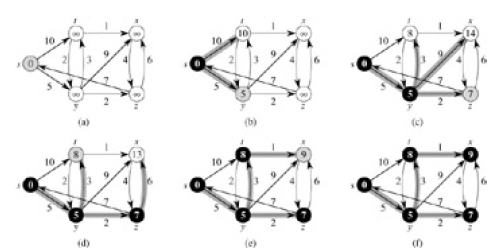 t x t x t x
1 1 1
∞ ∞ 10 ∞ 8 14
10 10 10
s 0 2 3 9 4 6 s 0 2 3 9 4 6 s 0 2 3 9 4 6
5 7 5 7 5 7
∞ ∞ 5 ∞ 5 7
2 2 2
y z y z y z
(a) (b) (c)
t x t x t x
1 1 1
8 13 8 9 8 9
10 10 10
s 0 2 3 9 4 6 s 0 2 3 9 4 6 s 0 2 3 9 4 6
5 7 5 7 5 7
5 7 5 7 5 7
2 2 2
y z y z y z
(d) (e) (f)